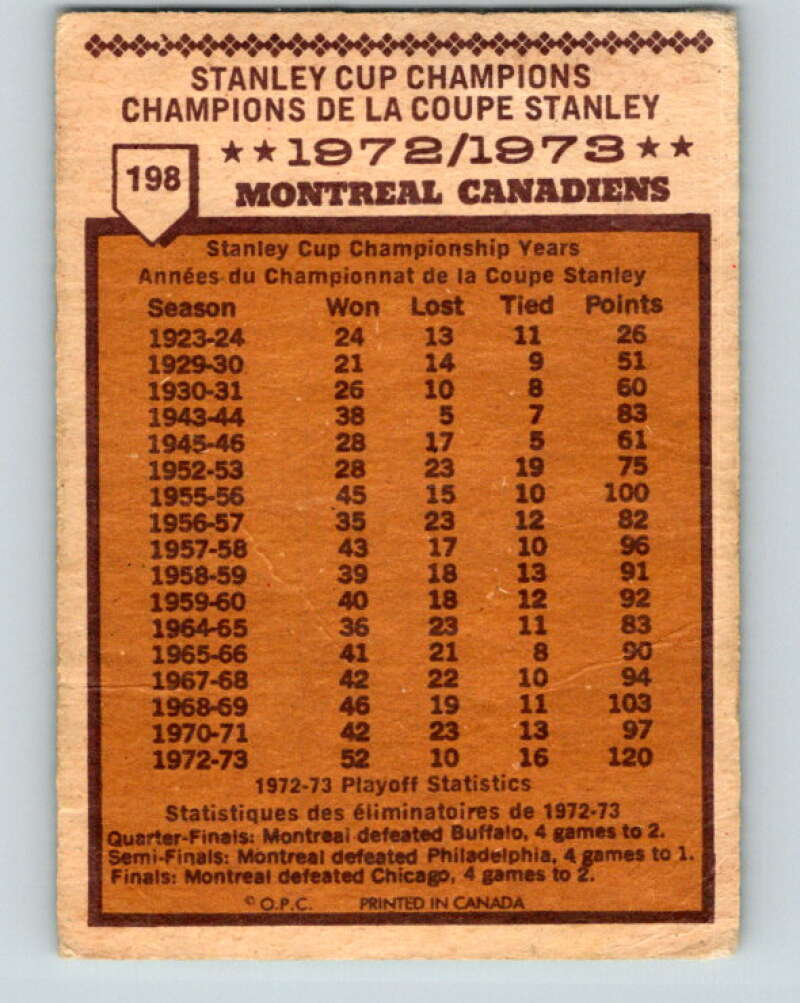 STANLEY CUP CHAMPIONS
CHAMPIONS DE LA COUPE STANLEY
★★1972/1973★★
198
MONTREAL CANADIENS
Stanley Cup Championship Years
Années du Championnat de la Coupe Stanley
Season Won Lost Tied Points
1923-24 24 13 11 26
1929-30 21 14 9 51
1930-31 26 10 8 60
1943-44 38 5 7 83
1945-46 28 17 5 61
1952-53 28 23 19 75
1955-56 45 15 10 100
1956-57 35 23 12 82
1957-58 43 17 10 96
1958-59 39 18 13 91
1959-60 40 18 12 92
1964-65 36 23 11 83
1965-66 41 21 8 90
1967-68 42 22 10 94
1968-69 46 19 11 103
1970-71 42 23 13 97
1972-73 52 10 16 120
1972-73 Playoff Statistics
Statistiques des éliminatoires de 1972-73
Quarter-Finals: Montreal defeated Buffalo, 4 games to 2.
Semi-Finals: Montreal defeated Philadelphia, 4 games to 1.
Finals: Montreal defeated Chicago, 4 games to 2.
© O.P.C. PRINTED IN CANADA